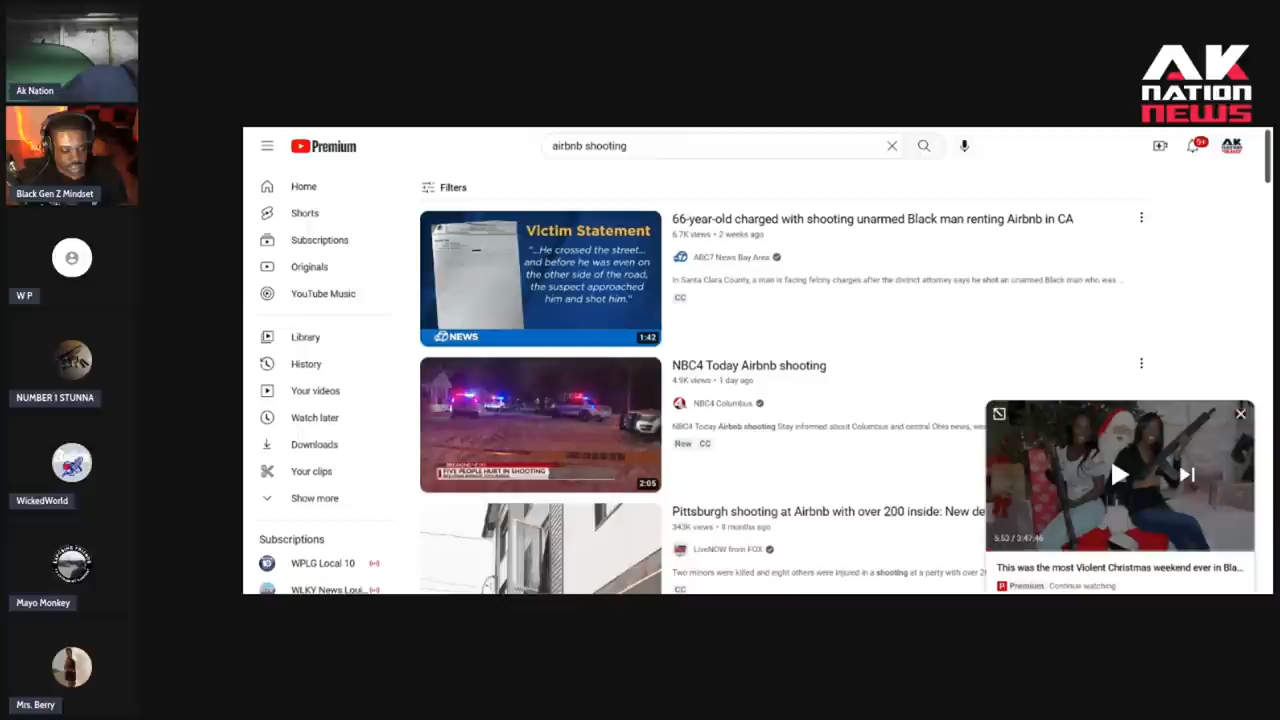 Ak Nation
Black Gen Z Mindset
W P
NUMBER 1 STUNNA
WickedWorld
Mayo Monkey
Mrs. Berry
AK
NATION
NEWS
Premium
airbnb shooting
9+
Home
Shorts
Subscriptions
Originals
YouTube Music
Library
History
Your videos
Watch later
Downloads
Your clips
Show more
Subscriptions
WPLG Local 10
WLKY News Loui...
Filters
Victim Statement
"...He crossed the street...
and before he was even on
the other side of the road,
the suspect approached
him and shot him."
NEWS
1:42
66-year-old charged with shooting unarmed Black man renting Airbnb in CA
6.7K views • 2 weeks ago
ABC7 News Bay Area
In Santa Clara County, a man is facing felony charges after the district attorney says he shot an unarmed Black man who was ...
CC
FIVE PEOPLE HURT IN SHOOTING
2:05
NBC4 Today Airbnb shooting
4.9K views • 1 day ago
NBC4 Columbus
NBC4 Today Airbnb shooting Stay informed about Columbus and central Ohio news,
New CC
Pittsburgh shooting at Airbnb with over 200 inside: New de
343K views • 8 months ago
LiveNOW from FOX
Two minors were killed and eight others were injured in a shooting at a party with over 2
CC
5:53 / 3:47:46
This was the most Violent Christmas weekend ever in Bla...
Premium Continue watching